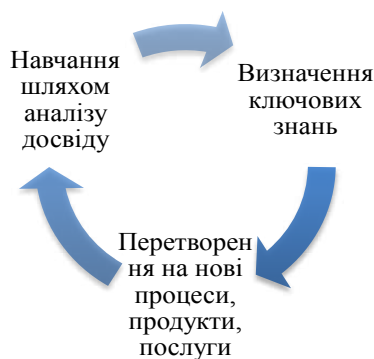 Навчання
шляхом
аналізу
досвіду
Визначення
ключових
знань
Перетворен
ня на нові
процеси,
продукти,
послуги